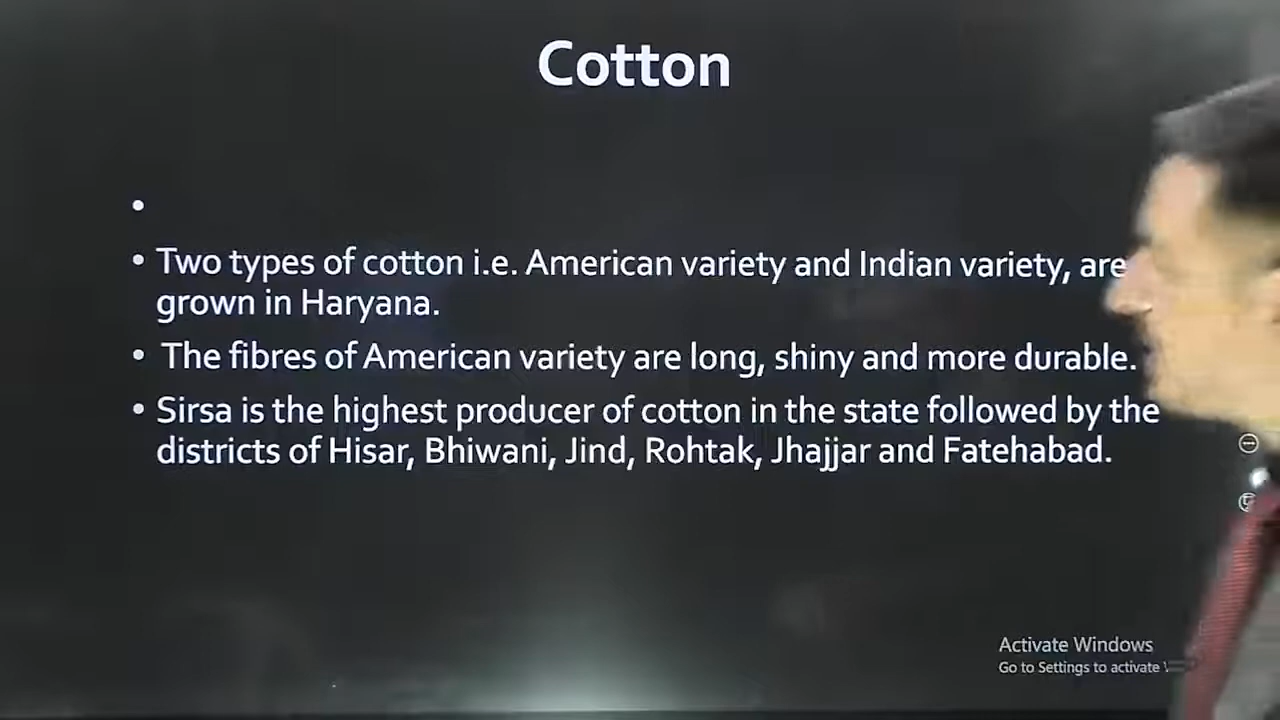 Cotton
•
• Two types of cotton i.e. American variety and Indian variety, are
grown in Haryana.
• The fibres of American variety are long, shiny and more durable.
• Sirsa is the highest producer of cotton in the state followed by the
districts of Hisar, Bhiwani, Jind, Rohtak, Jhajjar and Fatehabad.
Activate Windows
Go to Settings to activate